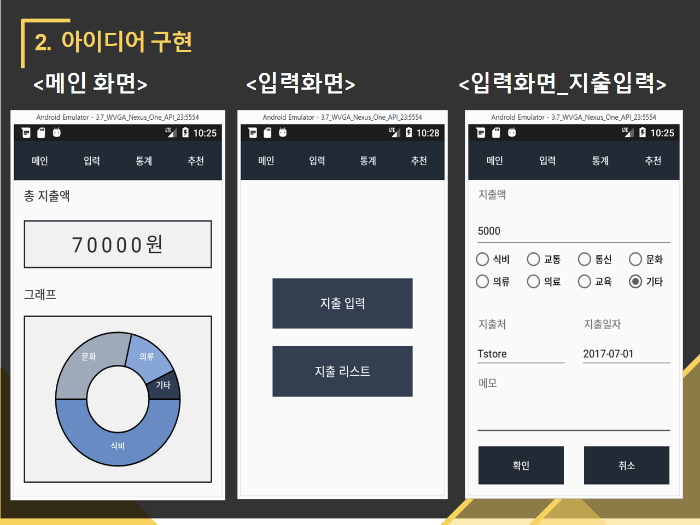 2. 아이디어 구현
<메인 화면>
Android Emulator - 3.7_WVGA_Nexus_One_API_23:5554
LTE 10:25
메인 입력 통계 추천
총 지출액
70000원
그래프
문화
의류
기타
식비
<입력화면>
Android Emulator - 3.7_WVGA_Nexus_One_API_23:5554
LTE 10:28
메인 입력 통계 추천
지출 입력
지출 리스트
<입력화면_지출입력>
Android Emulator - 3.7_WVGA_Nexus_One_API_23:5554
LTE 10:25
메인 입력 통계 추천
지출액
5000
식비 교통 통신 문화
의류 의료 교육 기타
지출처 지출일자
Tstore 2017-07-01
메모
확인 취소